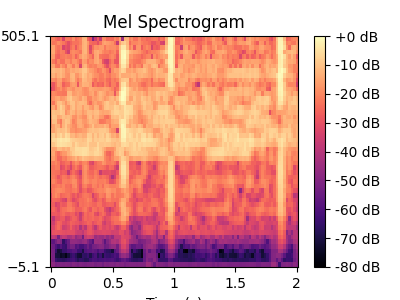 Mel Spectrogram
505.1
-5.1
0
0.5
1
1.5
2
+0 dB
-10 dB
-20 dB
-30 dB
-40 dB
-50 dB
-60 dB
-70 dB
-80 dB